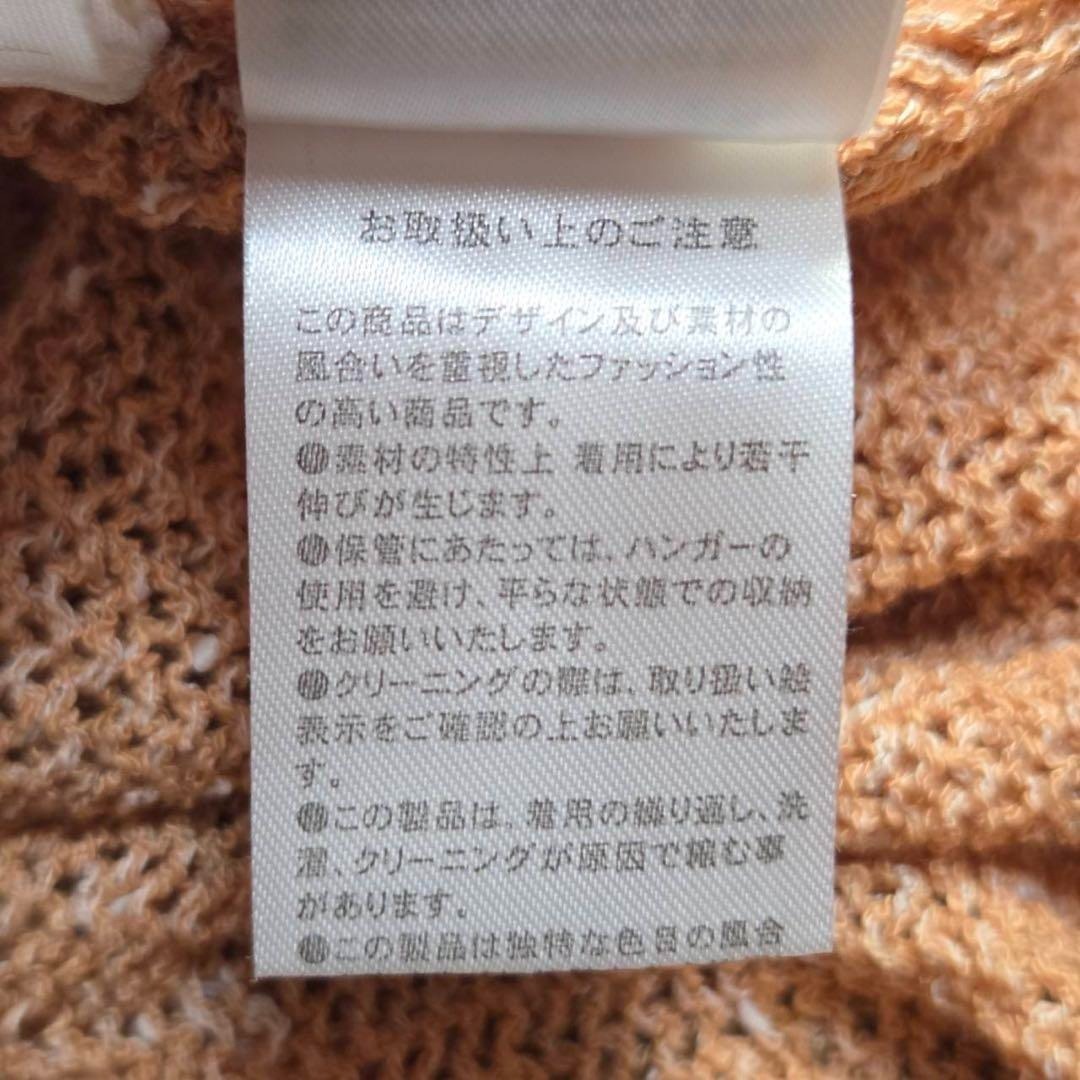 お取扱い上のご注意
この商品はデザイン及び素材の
風合いを重視したファッション性
の高い商品です。
●素材の特性上 着用により若干
伸びが生じます。
●保管にあたっては、ハンガーの
使用を避け、平らな状態での収納
をお願いいたします。
●クリーニングの際は、取り扱い絵
表示をご確認の上お願いいたしま
す。
●この製品は、着用の繰り返し、洗
濯、クリーニングが原因で縮む事
があります。
●この製品は独特な色目の風合